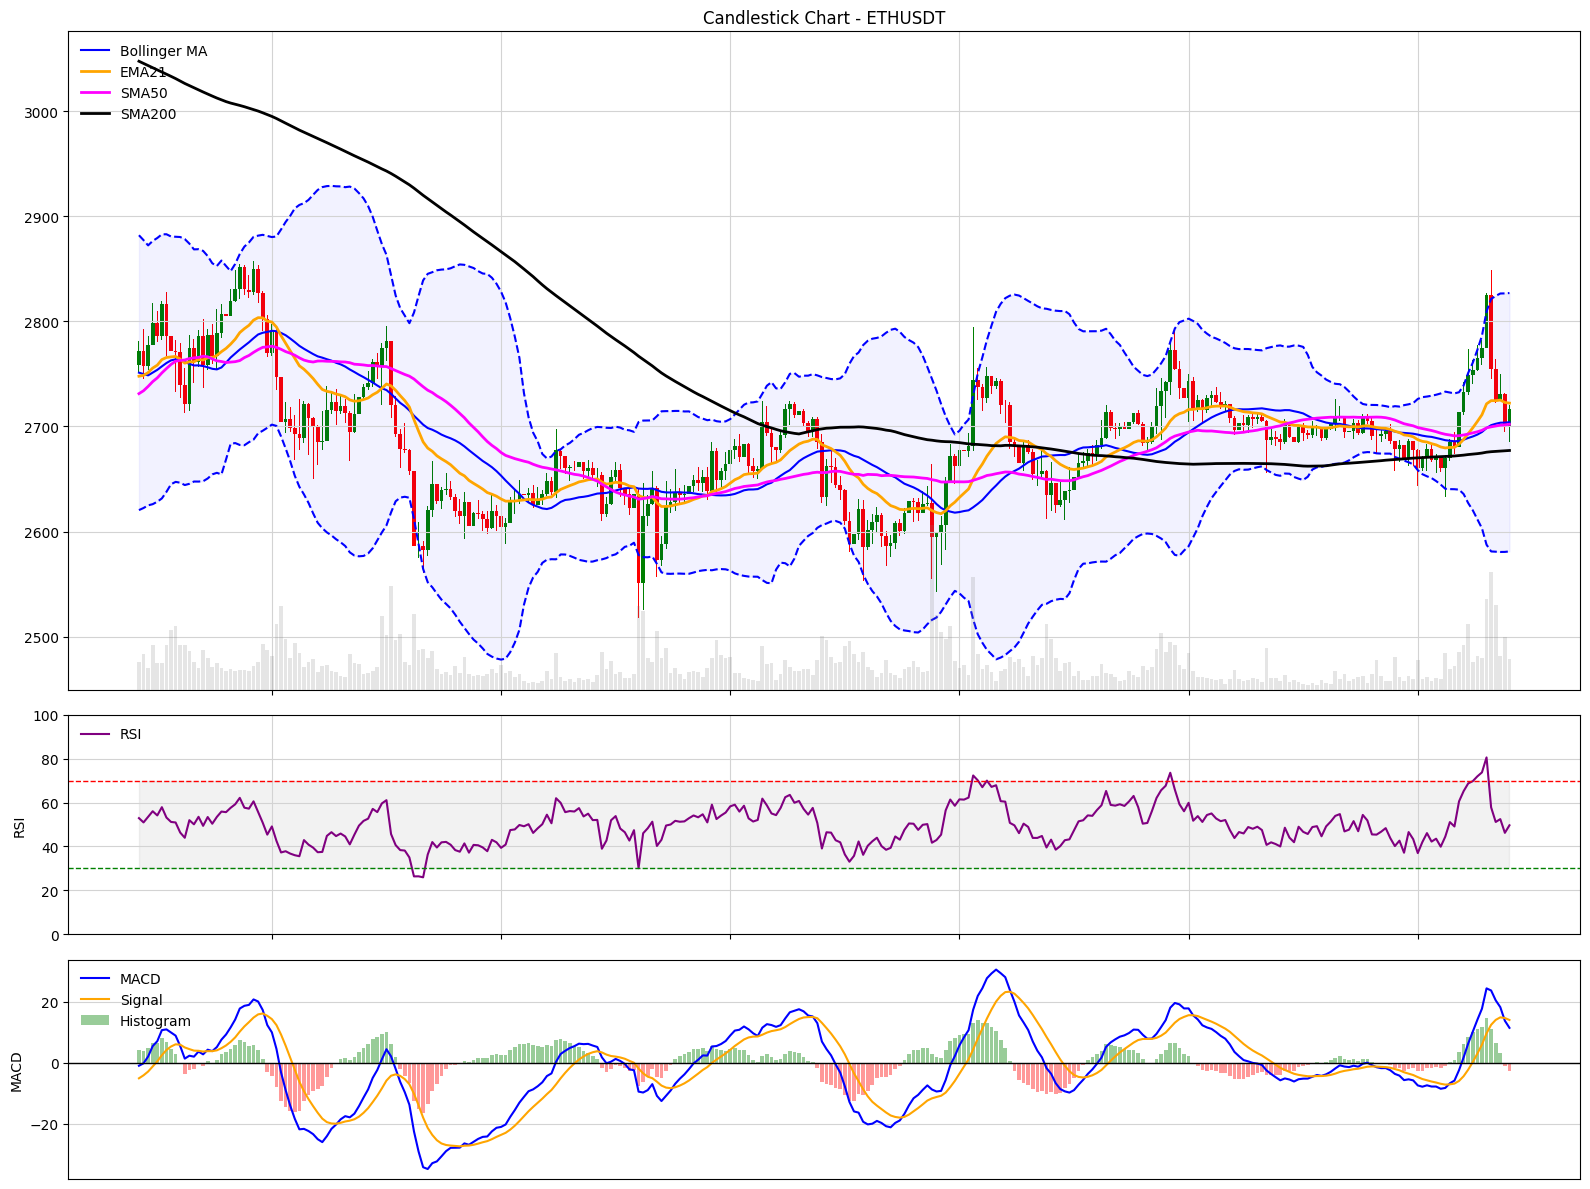 Candlestick Chart - ETHUSDT
Bollinger MA
EMA21
SMA50
SMA200
3000
2900
2800
2700
2600
2500
RSI
100
80
60
40
20
0
RSI
MACD
Signal
Histogram
20
0
−20
MACD